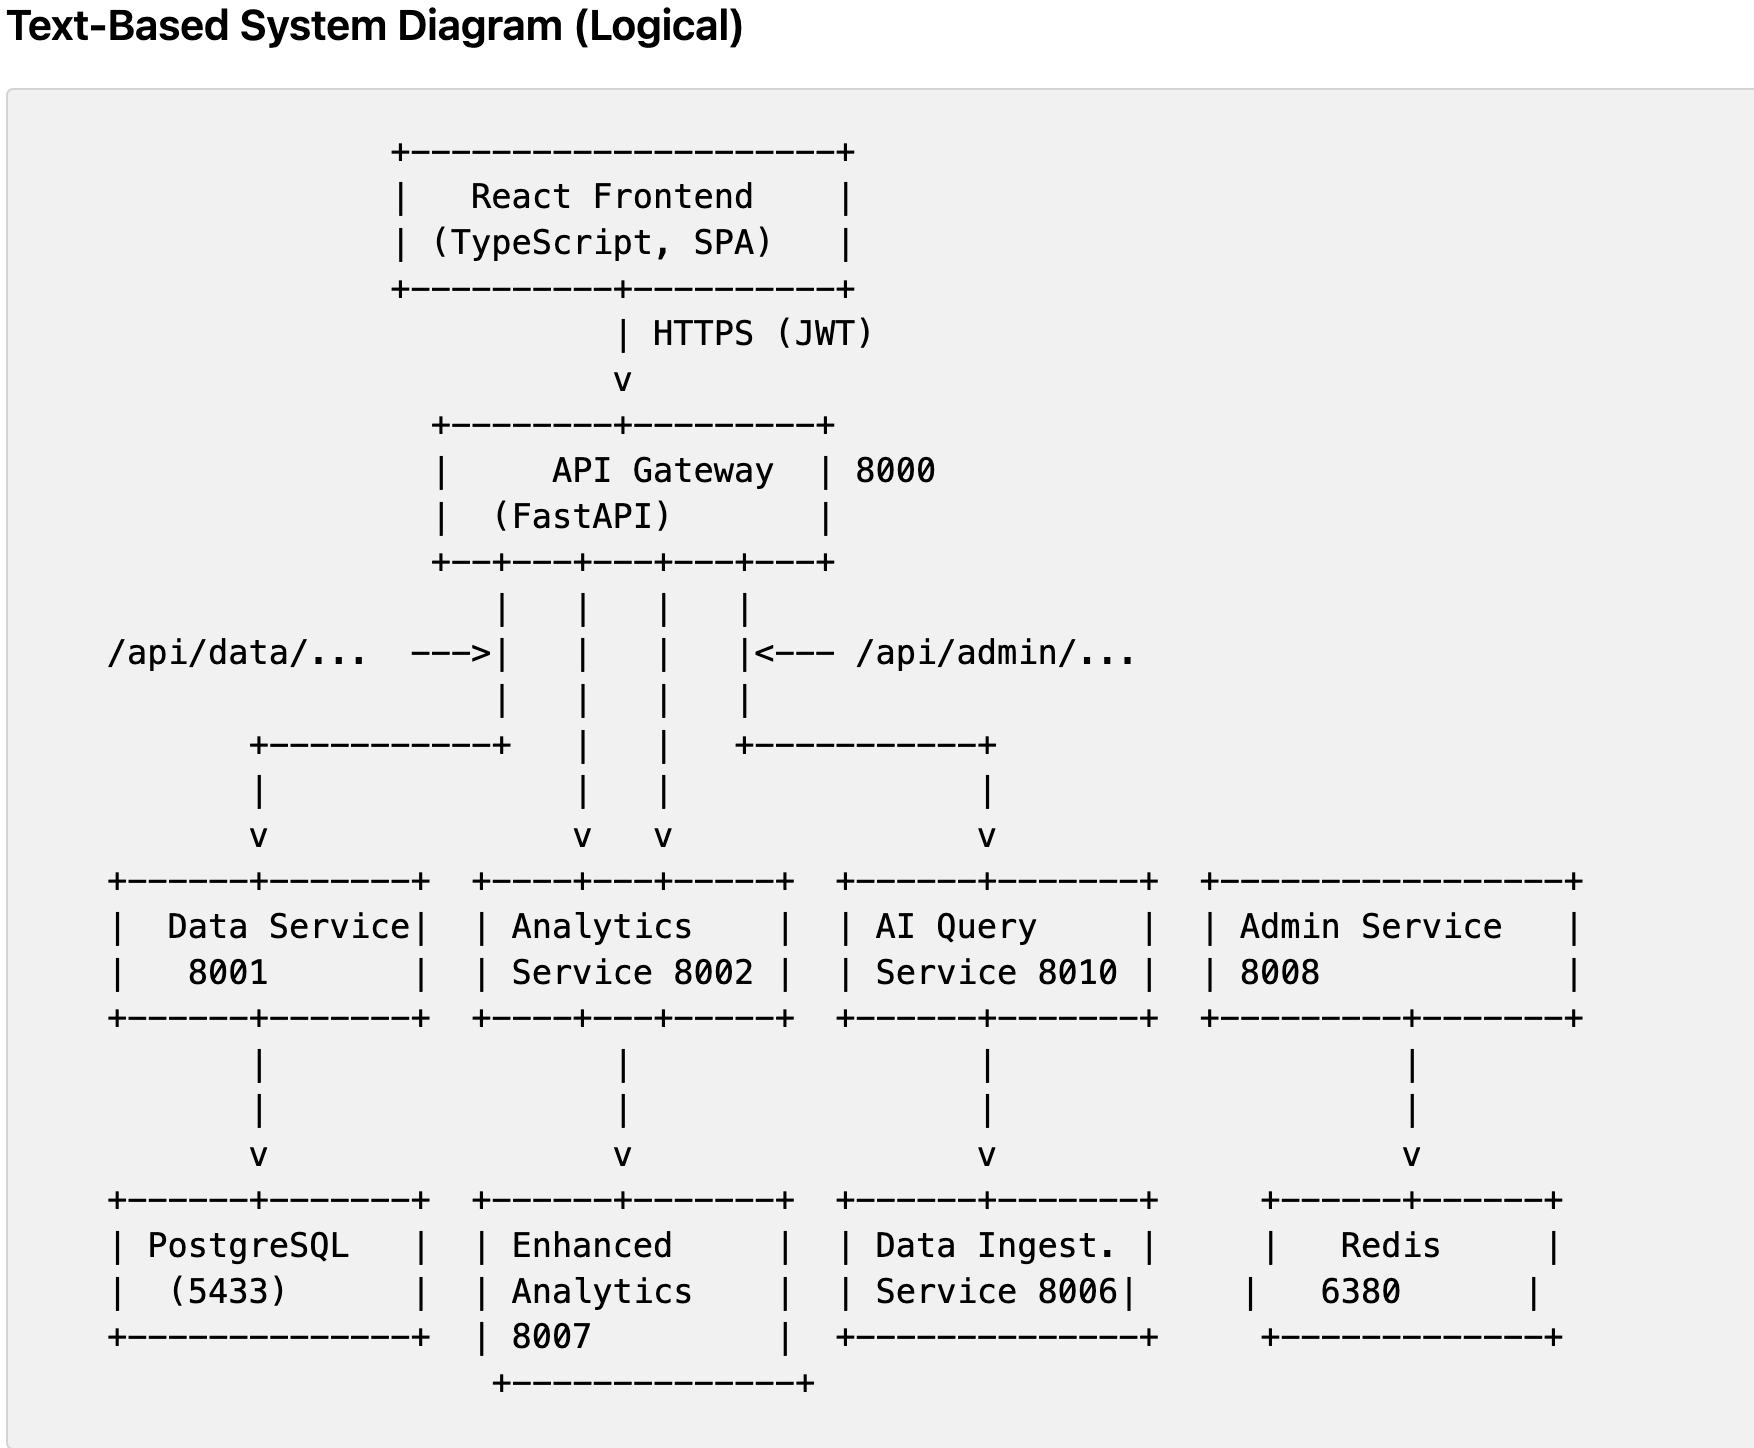 Text-Based System Diagram (Logical)
                   +---------------------+
                   |   React Frontend    |
                   | (TypeScript, SPA)   |
                   +----------+----------+
                              | HTTPS (JWT)
                              v
                     +--------+---------+
                     |     API Gateway  | 8000
                     |  (FastAPI)       |
                     +--+---+---+---+---+
                        |   |   |   |
     /api/data/...  --->|   |   |   |<--- /api/admin/...
                        |   |   |   |
            +-----------+   |   |   +-----------+
            |               |   |               |
            v               v   v               v
     +------+-------+  +----+---+-----+  +------+-------+  +-----------------+
     |  Data Service|  | Analytics    |  | AI Query     |  | Admin Service   |
     |   8001       |  | Service 8002 |  | Service 8010 |  | 8008            |
     +------+-------+  +----+---+-----+  +------+-------+  +---------+-------+
            |                 |                 |                    |
            |                 |                 |                    |
            v                 v                 v                    v
     +------+-------+  +------+-------+  +------+-------+     +------+------+
     | PostgreSQL   |  | Enhanced     |  | Data Ingest. |     |   Redis     |
     |  (5433)      |  | Analytics    |  | Service 8006|     |   6380      |
     +--------------+  | 8007         |  +--------------+     +-------------+
                        +--------------+